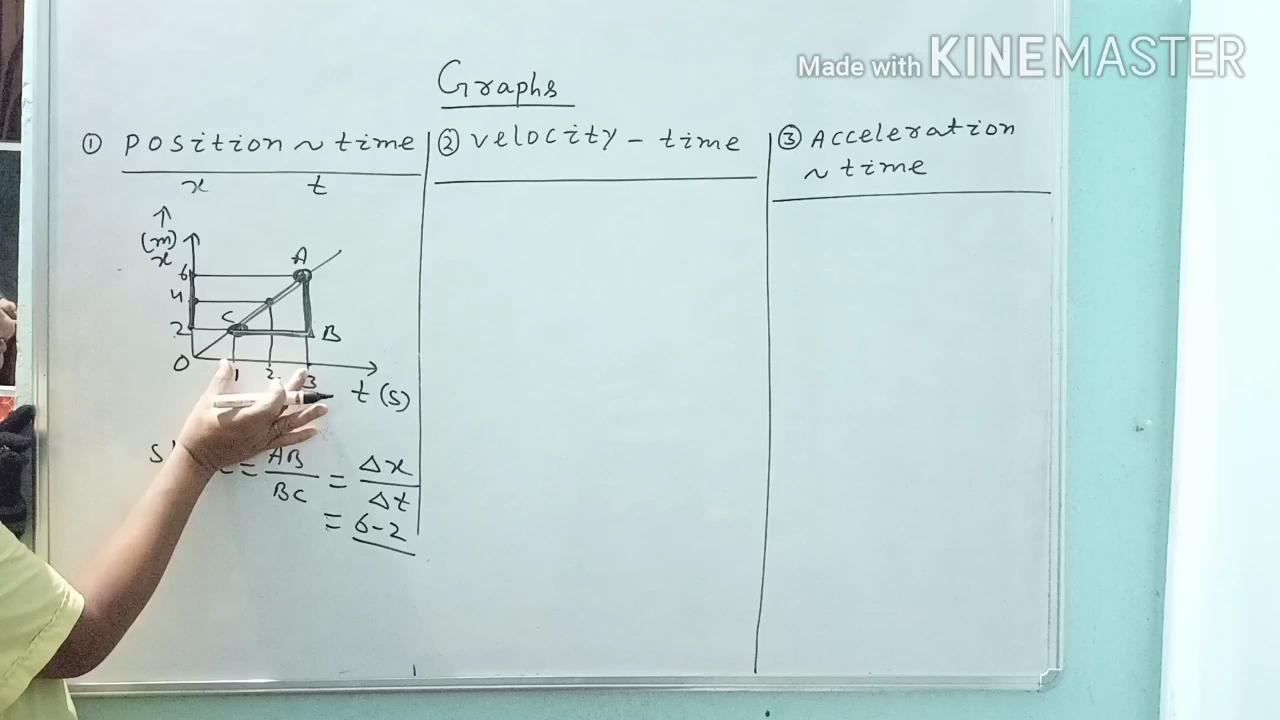 Made with KINEMASTER
Graphs
① Position ~ time
x t
② Velocity - time
③ Acceleration
~ time
(m)
x
6
4
2
0
A
C
B
1 2 3
t (s)
= AB/BC = Δx/Δt
= 6-2